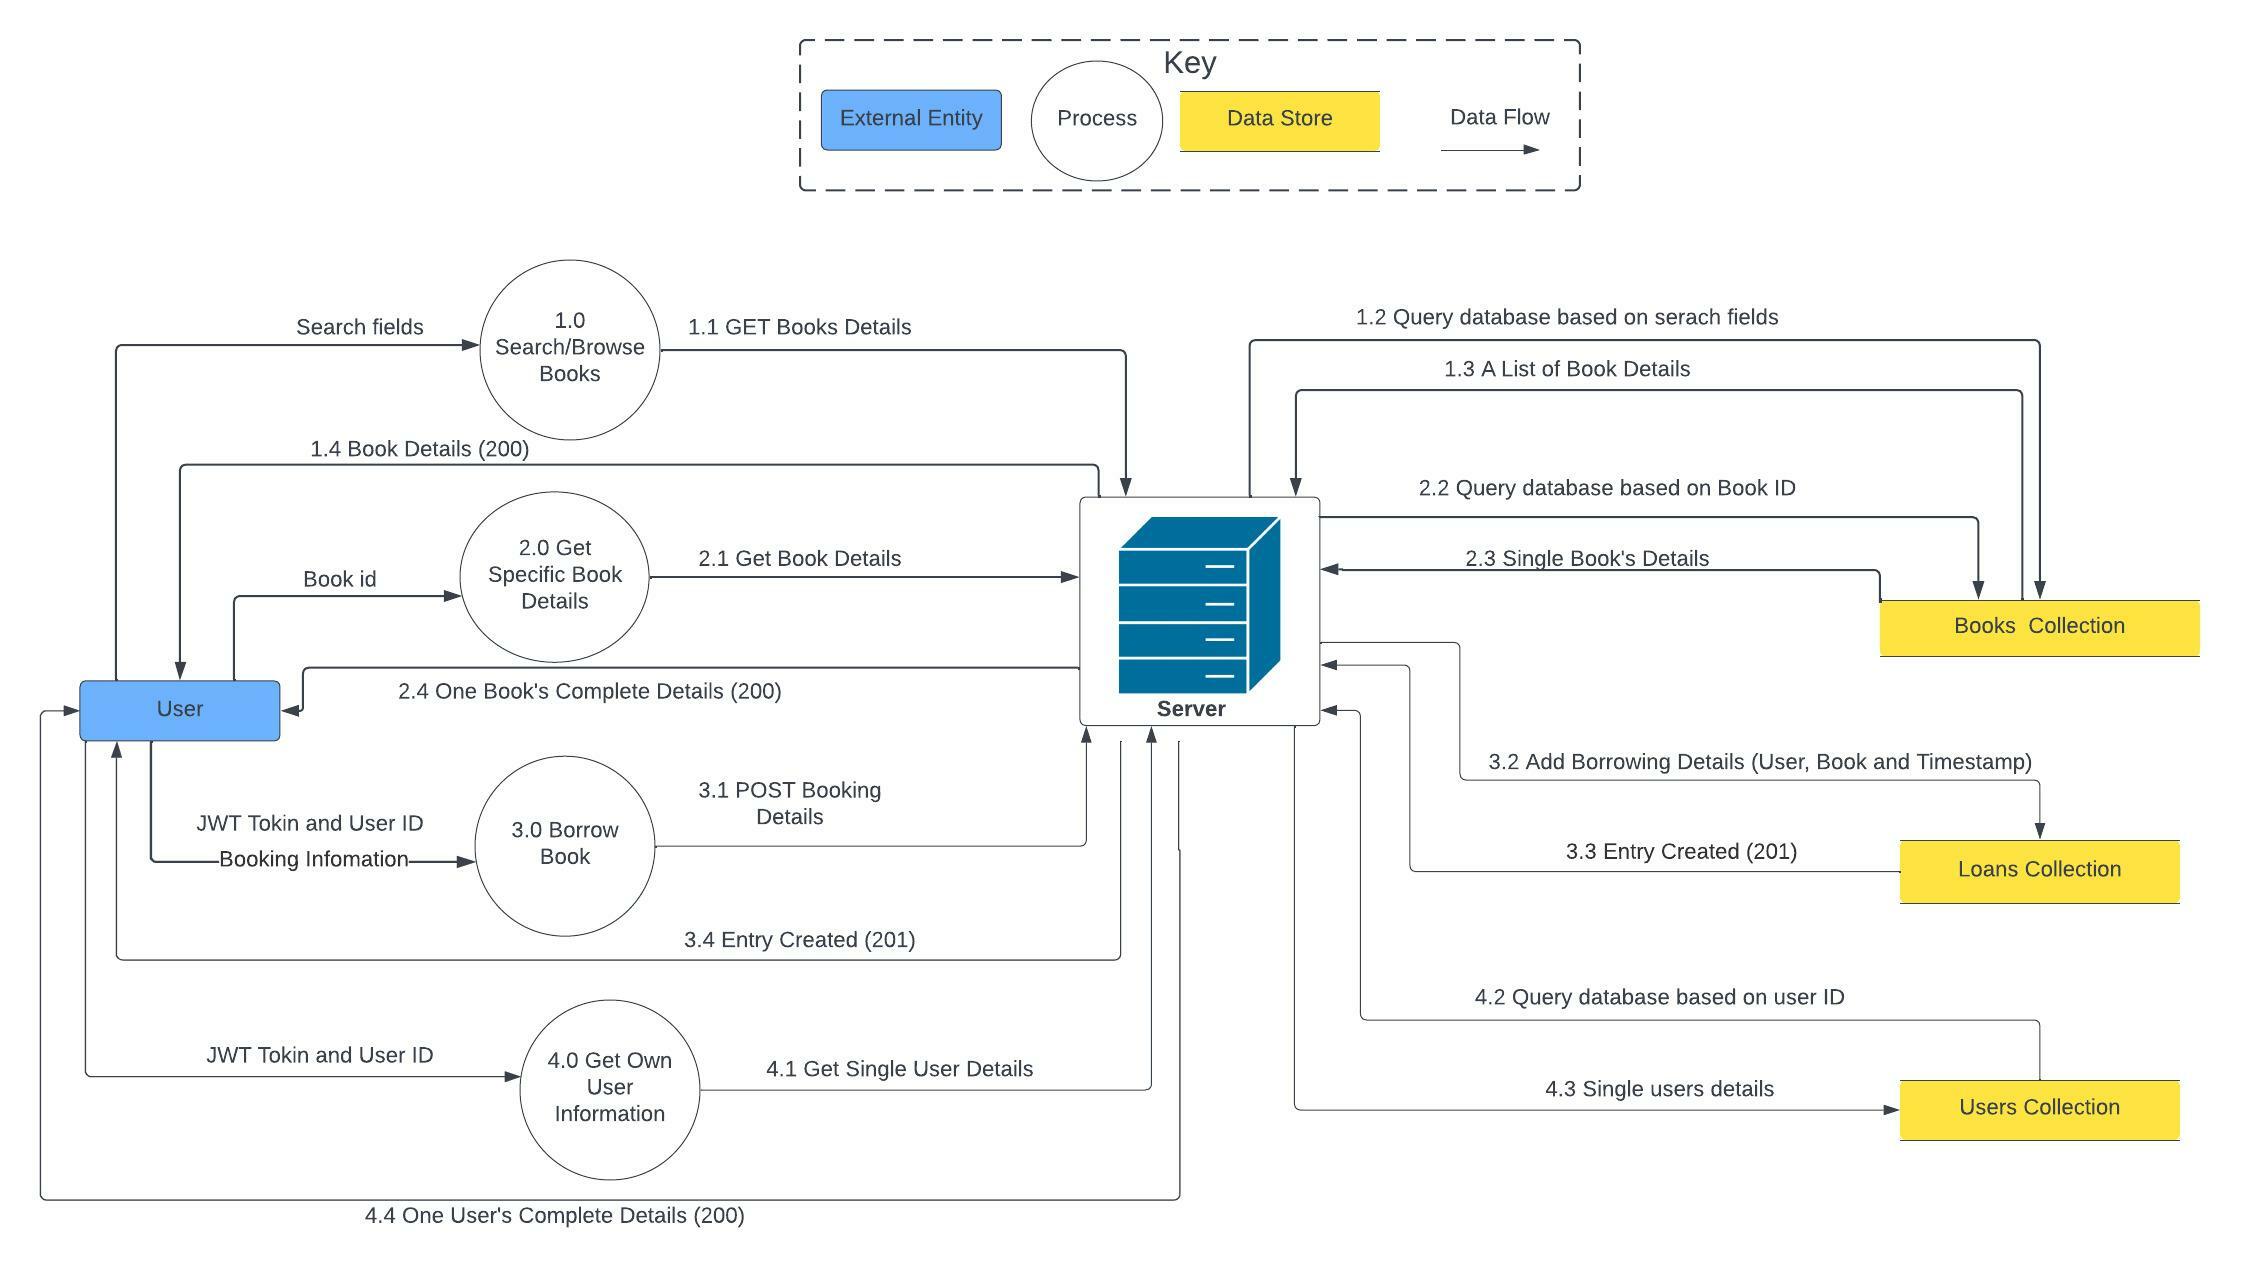 Key
External Entity
Process
Data Store
Data Flow
1.0
Search/Browse
Books
Search fields
1.1 GET Books Details
1.2 Query database based on serach fields
1.3 A List of Book Details
1.4 Book Details (200)
2.0 Get
Specific Book
Details
Book id
2.1 Get Book Details
2.2 Query database based on Book ID
2.3 Single Book's Details
Books  Collection
2.4 One Book's Complete Details (200)
User
Server
3.1 POST Booking
Details
3.2 Add Borrowing Details (User, Book and Timestamp)
JWT Tokin and User ID
Booking Infomation
3.0 Borrow
Book
3.3 Entry Created (201)
Loans Collection
3.4 Entry Created (201)
4.2 Query database based on user ID
JWT Tokin and User ID
4.0 Get Own
User
Information
4.1 Get Single User Details
4.3 Single users details
Users Collection
4.4 One User's Complete Details (200)